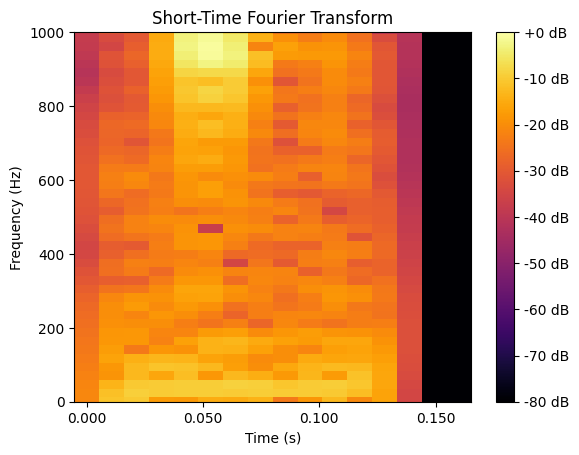 Short-Time Fourier Transform
1000
800
600
400
200
0
Frequency (Hz)
0.000
0.050
0.100
0.150
Time (s)
+0 dB
-10 dB
-20 dB
-30 dB
-40 dB
-50 dB
-60 dB
-70 dB
-80 dB